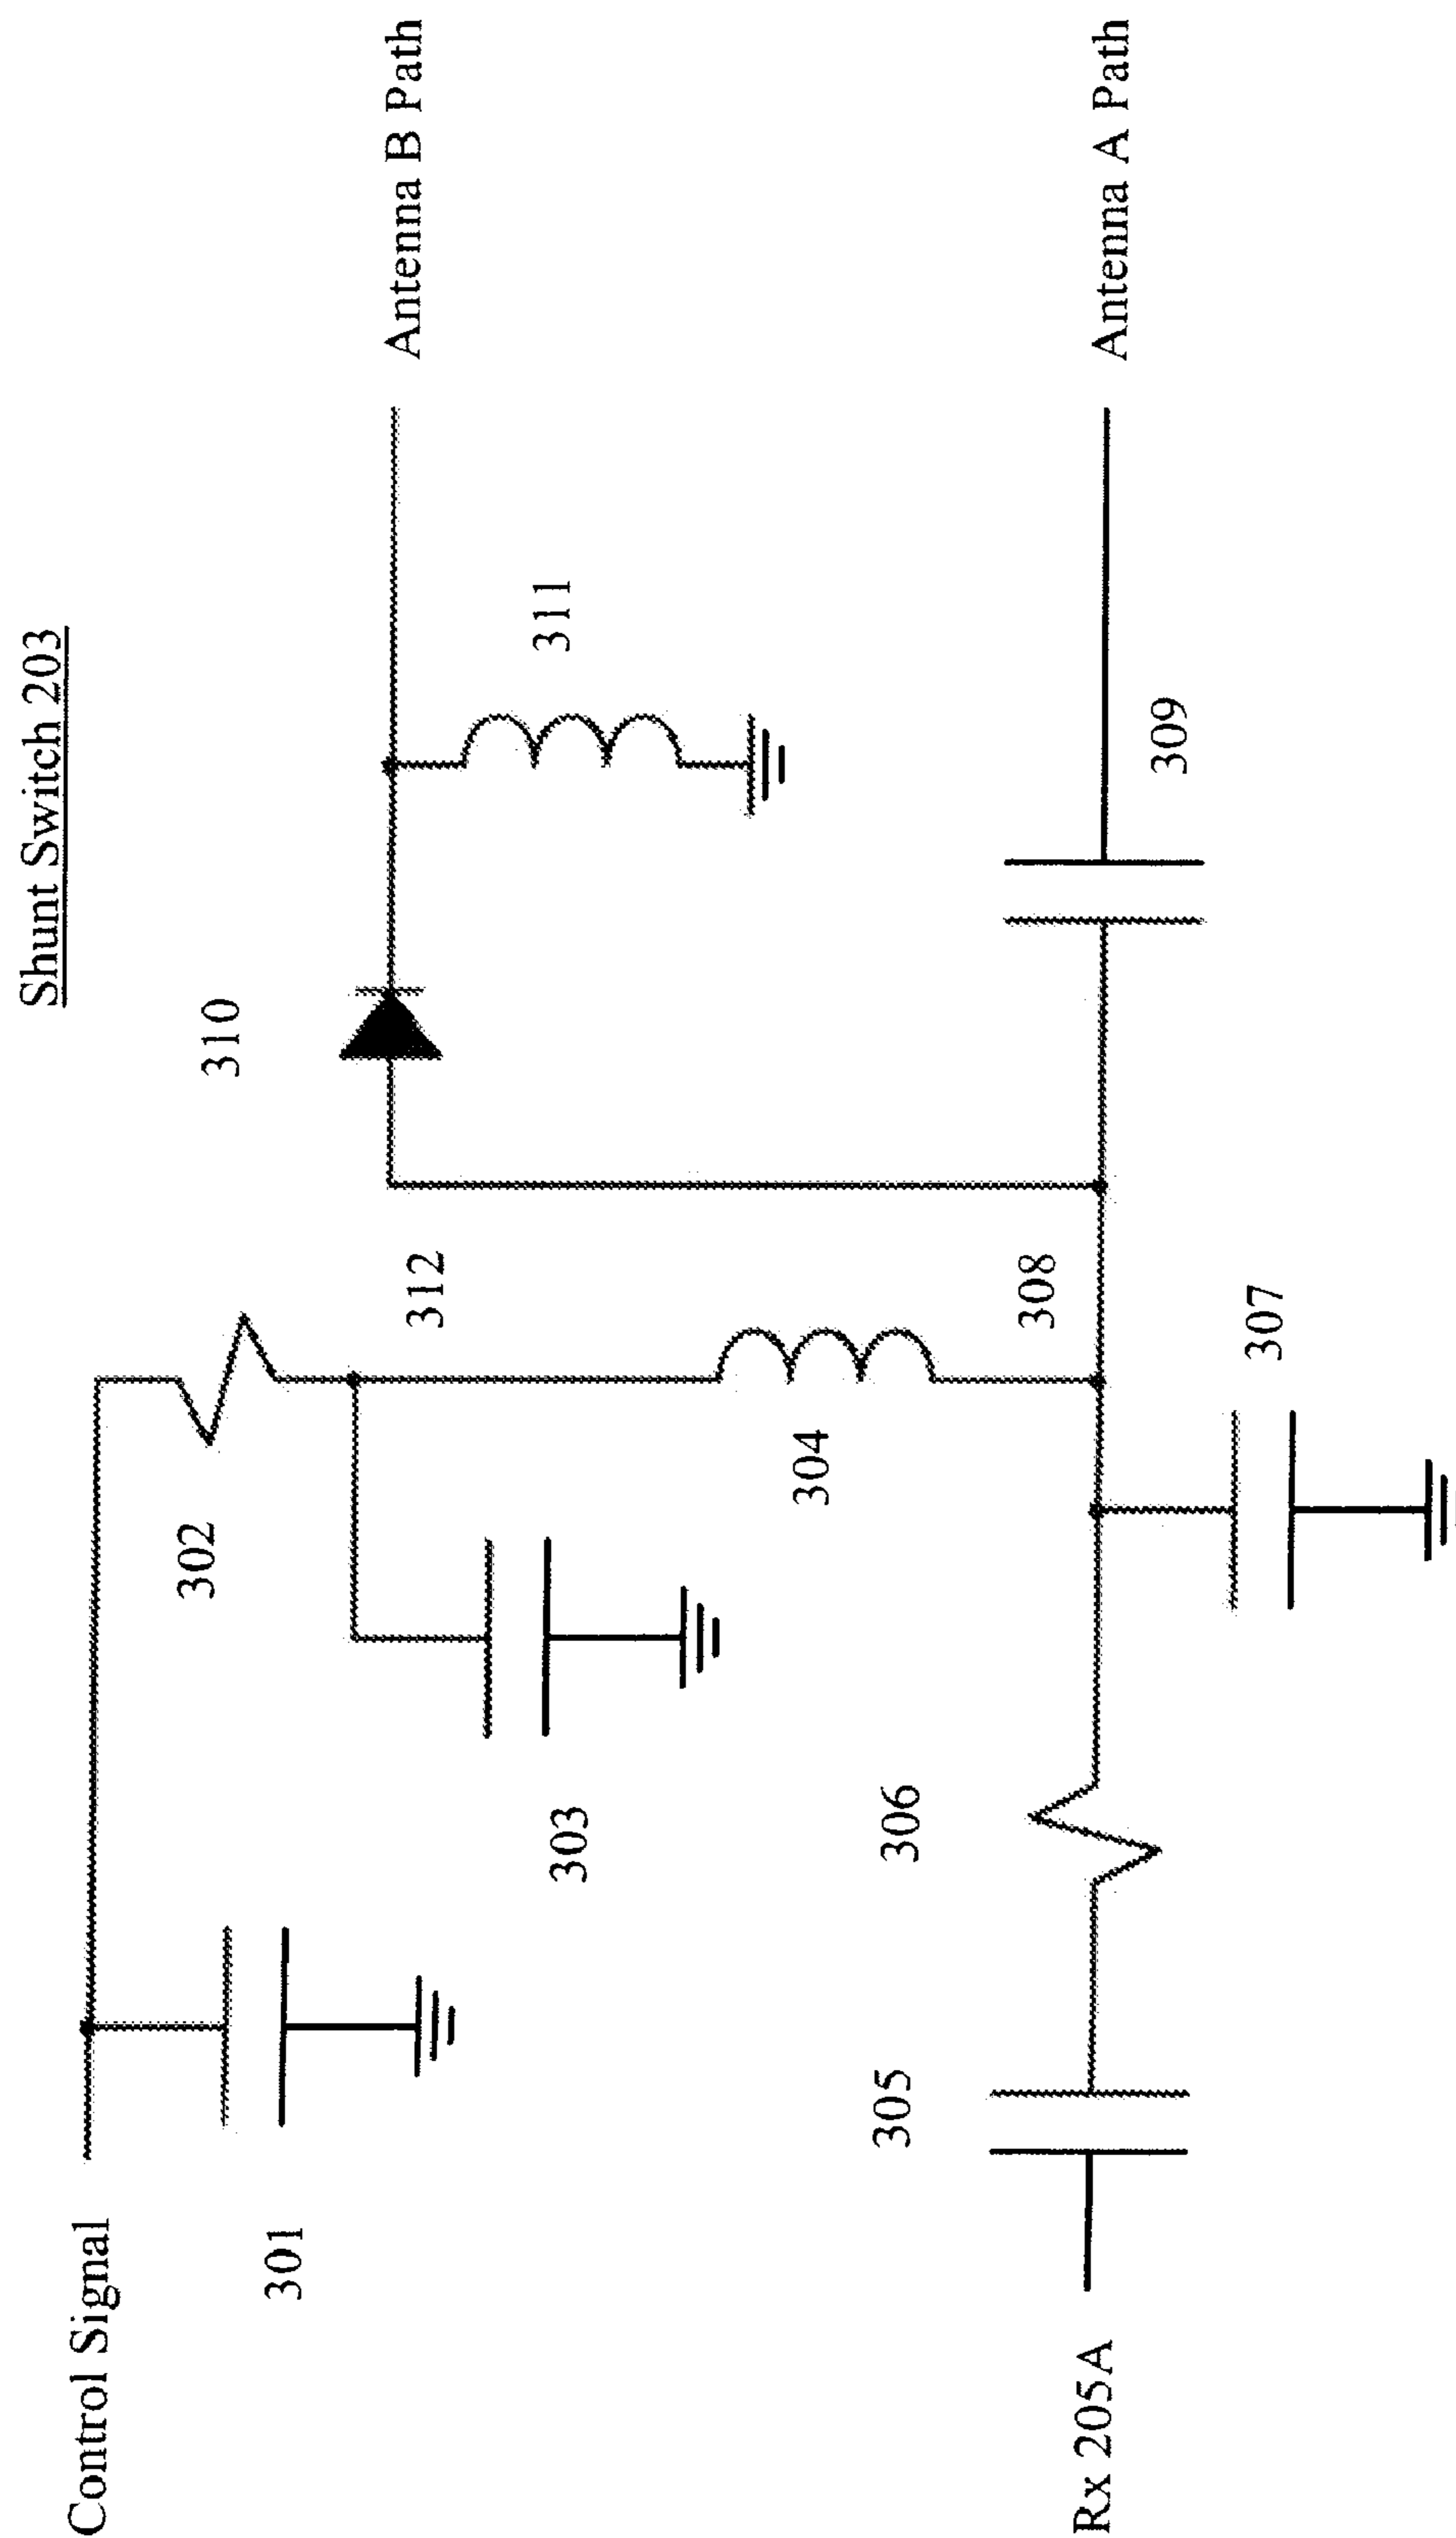 Shunt Switch 203
Control Signal
301
302
303
312
304
310
311
Antenna B Path
Rx 205A
305
306
307
308
309
Antenna A Path